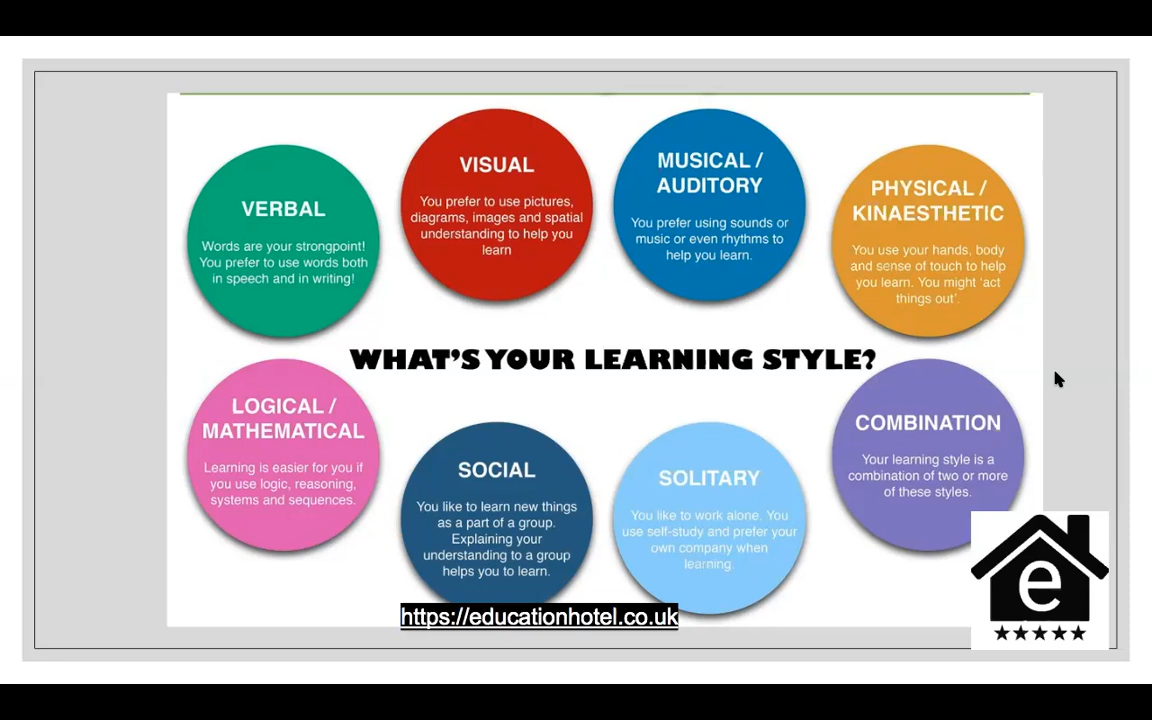 VERBAL
Words are your strongpoint!
You prefer to use words both
in speech and in writing!
VISUAL
You prefer to use pictures,
diagrams, images and spatial
understanding to help you
learn
MUSICAL /
AUDITORY
You prefer using sounds or
music or even rhythms to
help you learn.
PHYSICAL /
KINAESTHETIC
You use your hands, body
and sense of touch to help
you learn. You might 'act
things out'.
WHAT'S YOUR LEARNING STYLE?
LOGICAL /
MATHEMATICAL
Learning is easier for you if
you use logic, reasoning,
systems and sequences.
SOCIAL
You like to learn new things
as a part of a group.
Explaining your
understanding to a group
helps you to learn.
SOLITARY
You like to work alone. You
use self-study and prefer your
own company when
learning.
COMBINATION
Your learning style is a
combination of two or more
of these styles.
https://educationhotel.co.uk
e